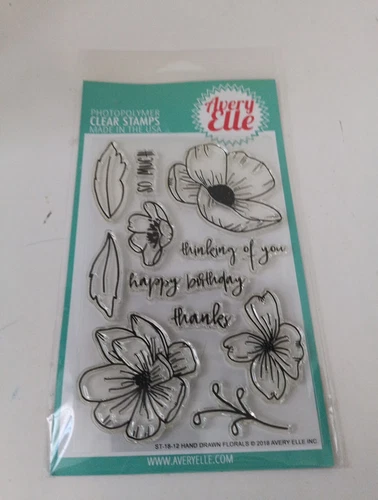 PHOTOPOLYMER
CLEAR STAMPS
MADE IN THE USA
Avery
Elle
so much
thinking of you
happy birthday
thanks
ST-18-12 HAND DRAWN FLORALS © 2018 AVERY ELLE INC.
WWW.AVERYELLE.COM